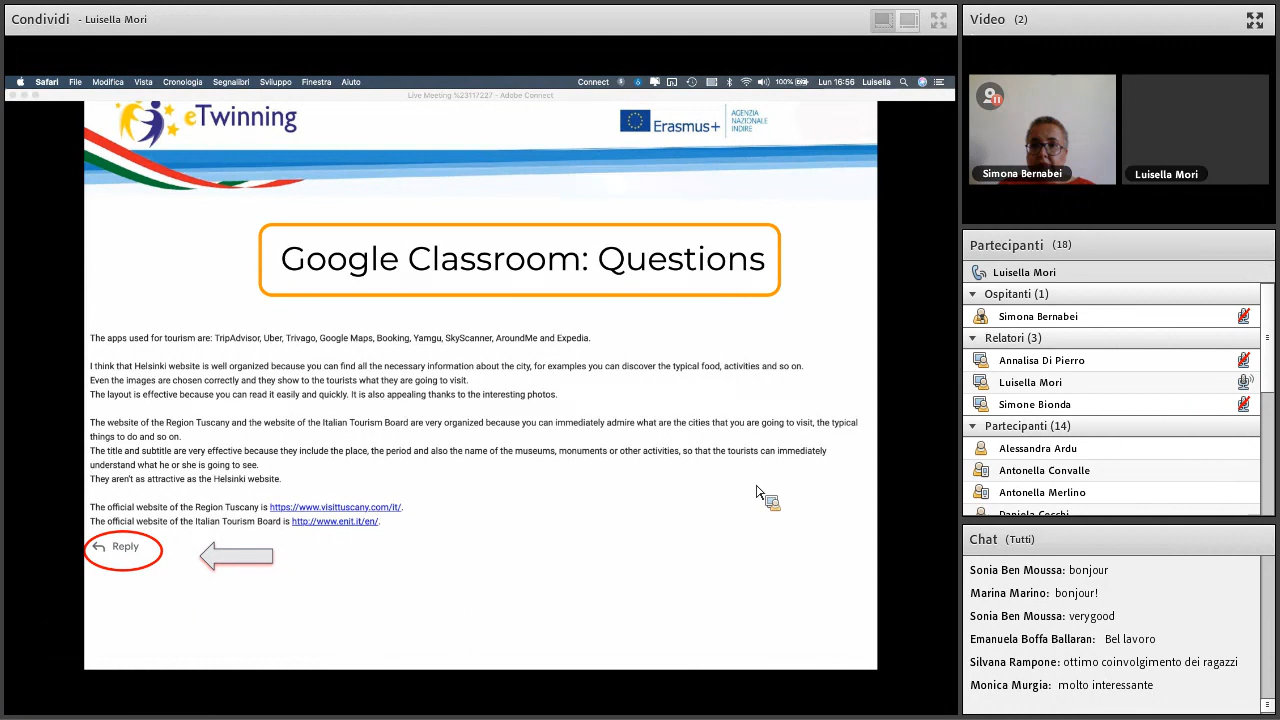 Condividi - Luisella Mori
Safari File Modifica Vista Cronologia Segnalibri Sviluppo Finestra Aiuto Connect 100% Lun 16:56 Luisella
Live Meeting %23117227 - Adobe Connect
eTwinning
Erasmus+
AGENZIA
NAZIONALE
INDIRE
Google Classroom: Questions
The apps used for tourism are: TripAdvisor, Uber, Trivago, Google Maps, Booking, Yamgu, SkyScanner, AroundMe and Expedia.
I think that Helsinki website is well organized because you can find all the necessary information about the city, for examples you can discover the typical food, activities and so on.
Even the images are chosen correctly and they show to the tourists what they are going to visit.
The layout is effective because you can read it easily and quickly. It is also appealing thanks to the interesting photos.
The website of the Region Tuscany and the website of the Italian Tourism Board are very organized because you can immediately admire what are the cities that you are going to visit, the typical
things to do and so on.
The title and subtitle are very effective because they include the place, the period and also the name of the museums, monuments or other activities, so that the tourists can immediately
understand what he or she is going to see.
They aren't as attractive as the Helsinki website.
The official website of the Region Tuscany is https://www.visittuscany.com/it/.
The official website of the Italian Tourism Board is http://www.enit.it/en/.
Reply
Video (2)
Simona Bernabei
Luisella Mori
Partecipanti (18)
Luisella Mori
Ospitanti (1)
Simona Bernabei
Relatori (3)
Annalisa Di Pierro
Luisella Mori
Simone Bionda
Partecipanti (14)
Alessandra Ardu
Antonella Convalle
Antonella Merlino
Chat (Tutti)
Sonia Ben Moussa: bonjour
Marina Marino: bonjour!
Sonia Ben Moussa: verygood
Emanuela Boffa Ballaran: Bel lavoro
Silvana Rampone: ottimo coinvolgimento dei ragazzi
Monica Murgia: molto interessante